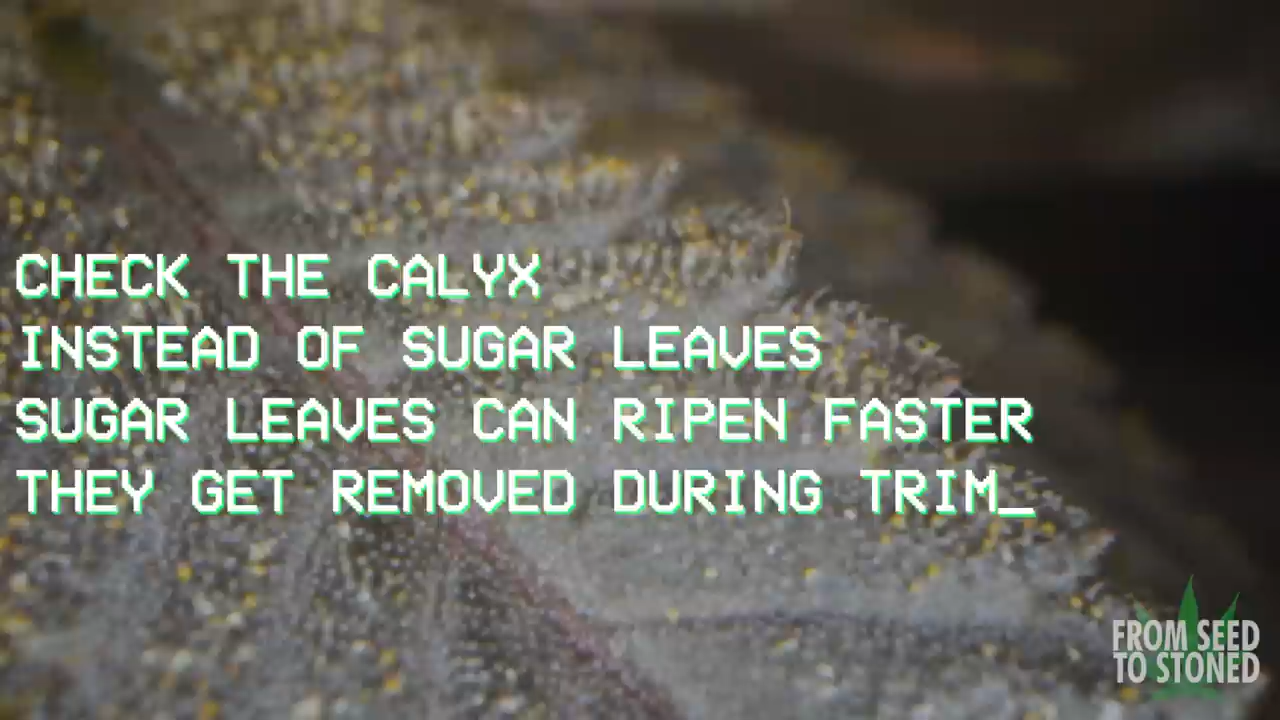 CHECK THE CALYX
INSTEAD OF SUGAR LEAVES
SUGAR LEAVES CAN RIPEN FASTER
THEY GET REMOVED DURING TRIM_
FROM SEED
TO STONED